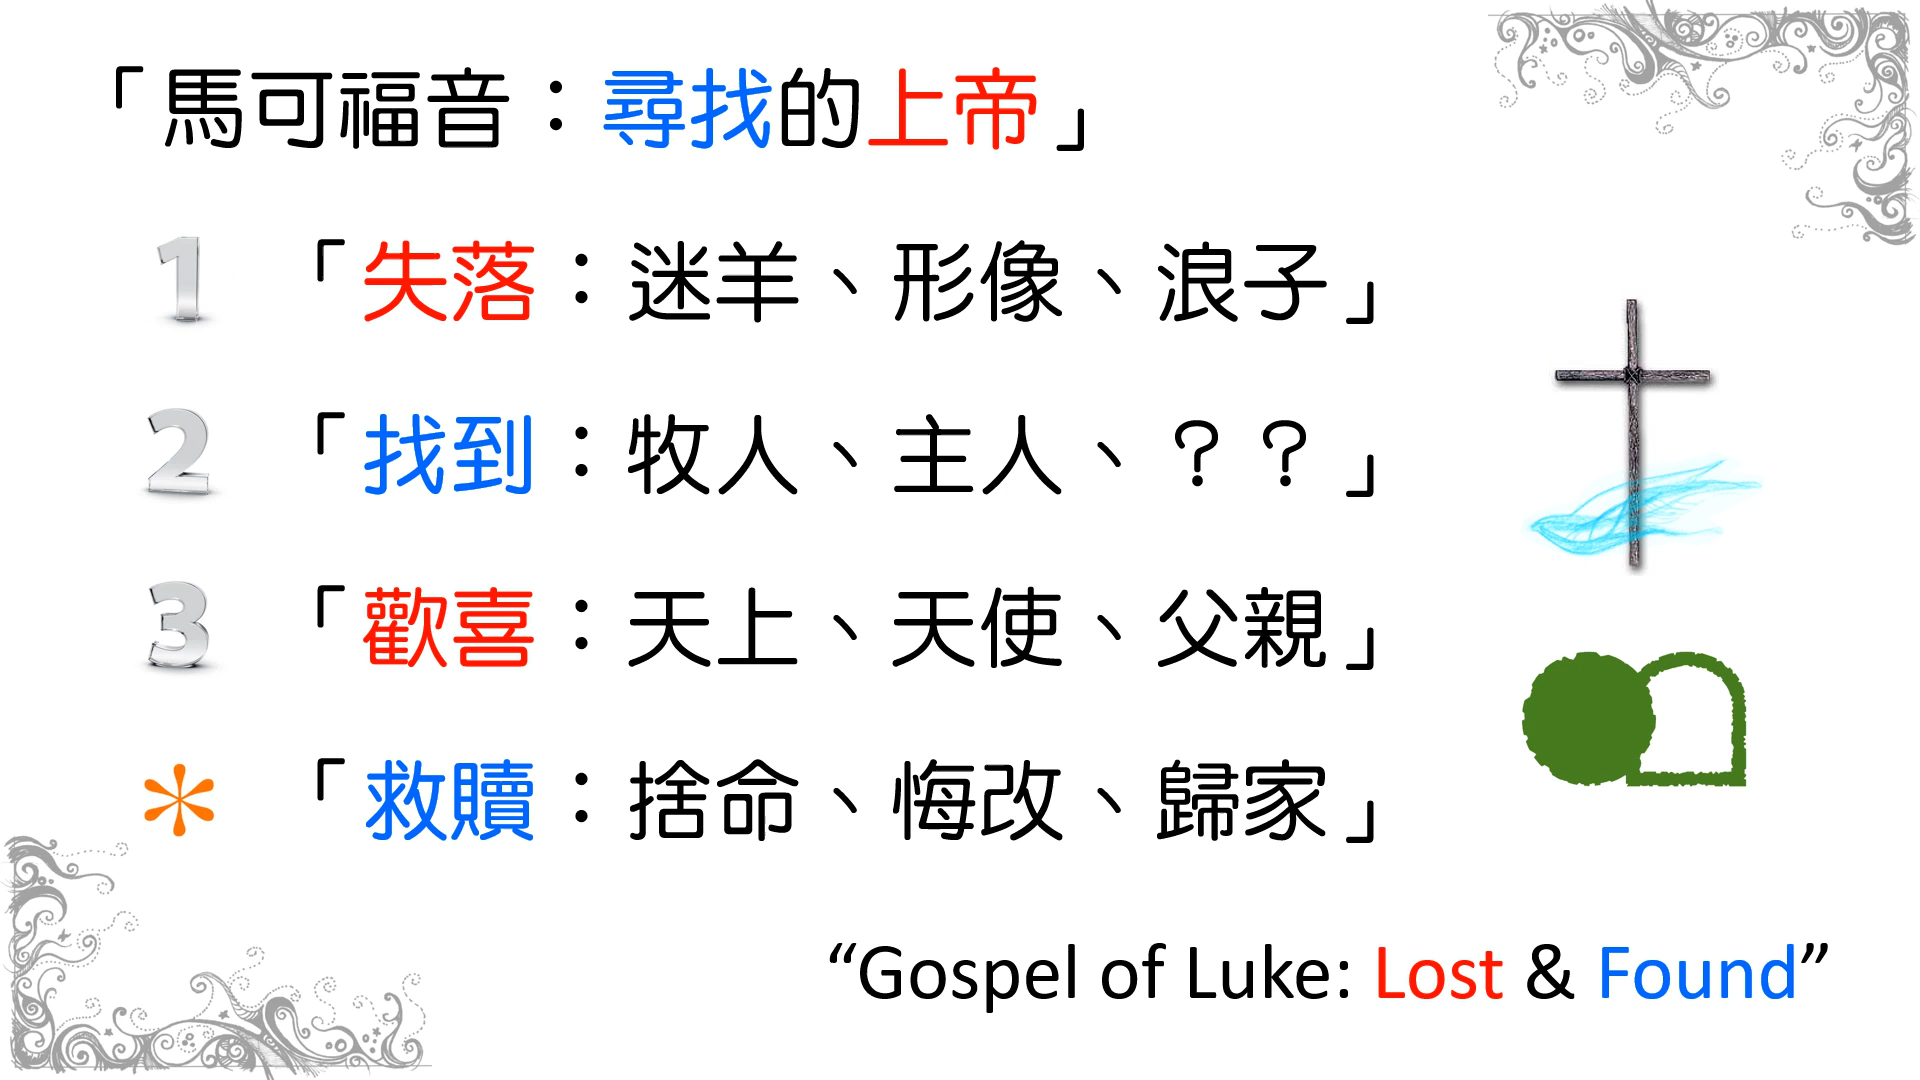 「馬可福音：尋找的上帝」
1 「失落：迷羊、形像、浪子」
2 「找到：牧人、主人、？？」
3 「歡喜：天上、天使、父親」
* 「救贖：捨命、悔改、歸家」
“Gospel of Luke: Lost & Found”